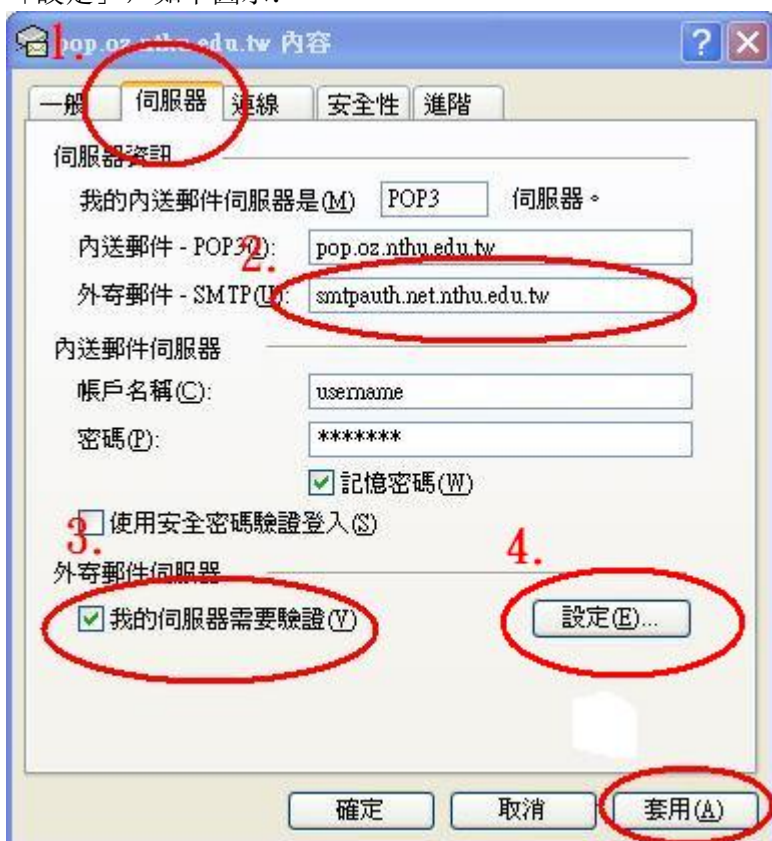 「設定」，如下圖示:
1.
pop.oz.nthu.edu.tw 內容
一般 伺服器 連線 安全性 進階
伺服器資訊
我的內送郵件伺服器是(M) POP3 伺服器。
內送郵件 - POP3(I): pop.oz.nthu.edu.tw
2.
外寄郵件 - SMTP(U): smtpauth.net.nthu.edu.tw
內送郵件伺服器
帳戶名稱(C): username
密碼(P): *******
記憶密碼(W)
使用安全密碼驗證登入(S)
3.
4.
外寄郵件伺服器
我的伺服器需要驗證(V) 設定(E)...
確定 取消 套用(A)